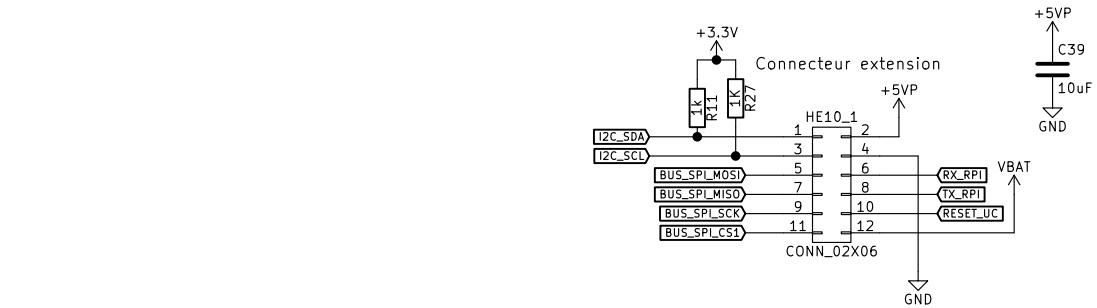 +5VP
C39
10uF
GND
+3.3V
Connecteur extension
1k
R11
1K
R27
+5VP
HE10_1
I2C_SDA 1 2
I2C_SCL 3 4
BUS_SPI_MOSI 5 6 RX_RPI
BUS_SPI_MISO 7 8 TX_RPI
BUS_SPI_SCK 9 10 RESET_UC
BUS_SPI_CS1 11 12
VBAT
CONN_02X06
GND